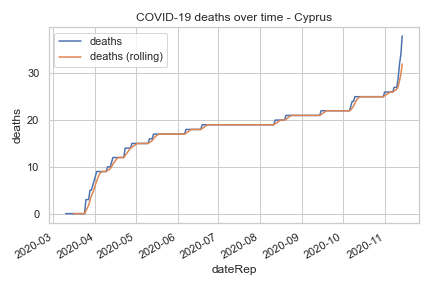 COVID-19 deaths over time - Cyprus
deaths
deaths (rolling)
deaths
30
20
10
0
2020-03
2020-04
2020-05
2020-06
2020-07
2020-08
2020-09
2020-10
2020-11
dateRep